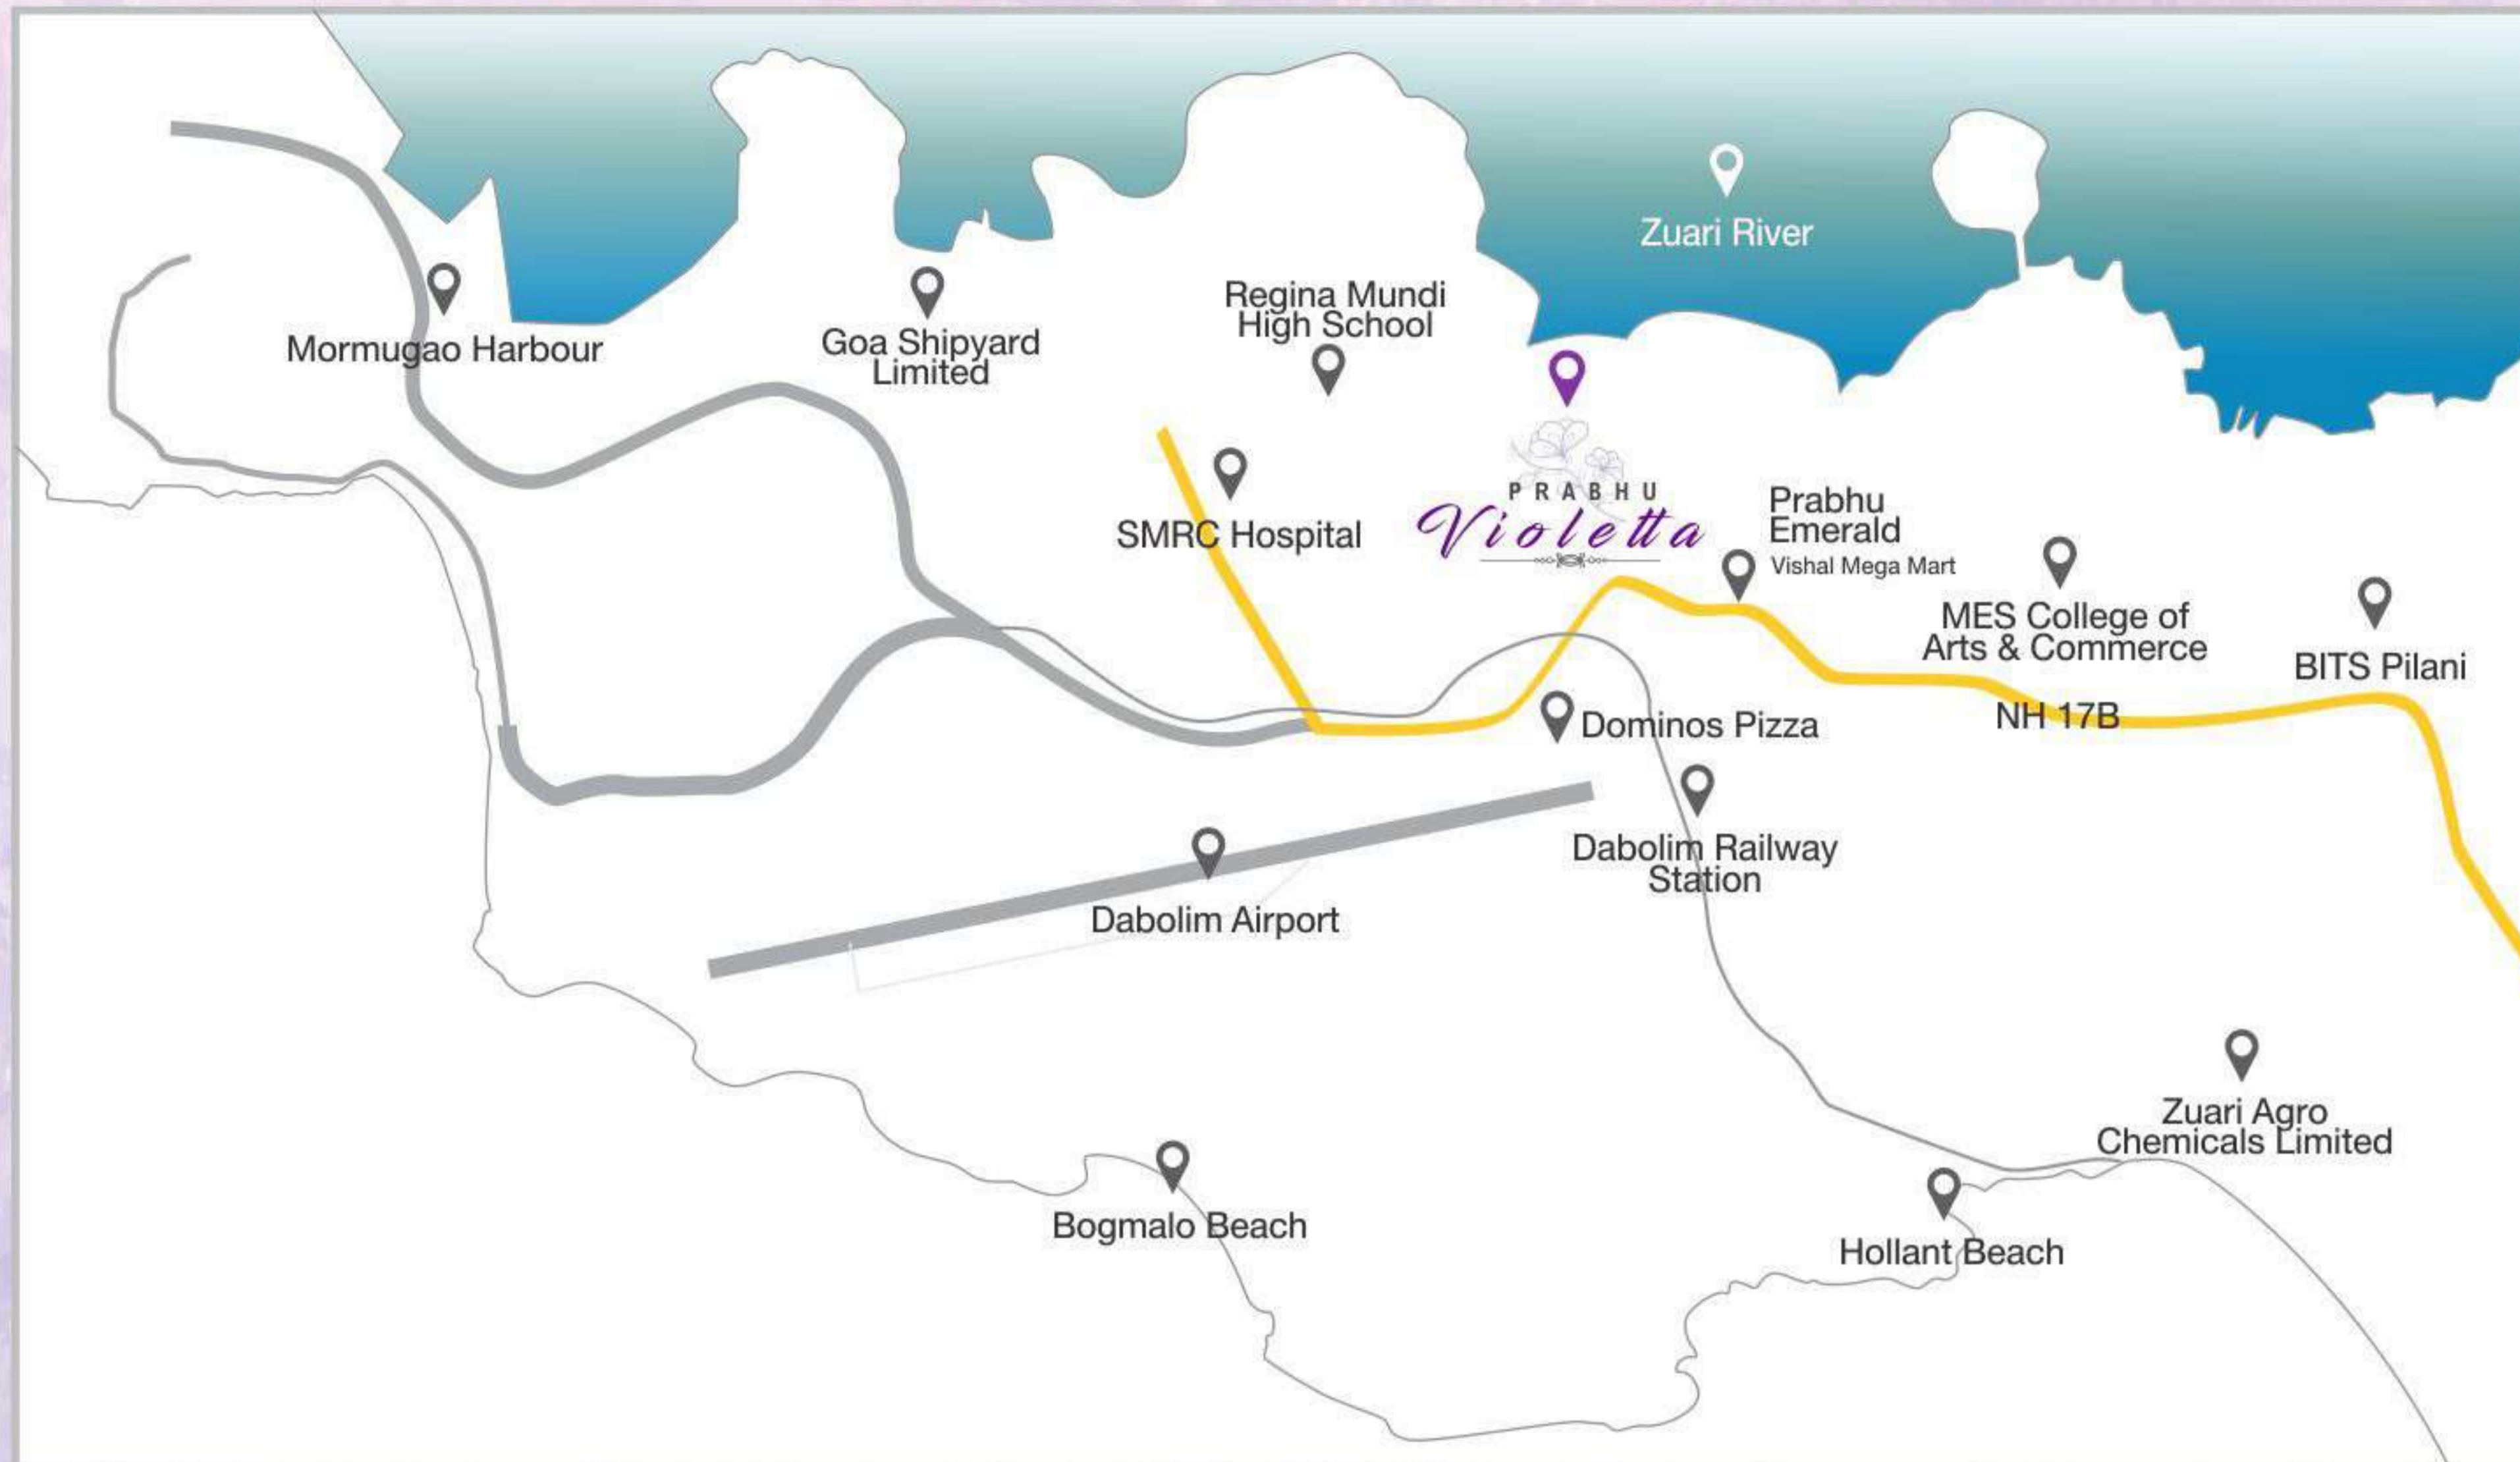 Zuari River
Mormugao Harbour
Goa Shipyard
Limited
Regina Mundi
High School
SMRC Hospital
PRABHU
Violetta
Prabhu
Emerald
Vishal Mega Mart
MES College of
Arts & Commerce
BITS Pilani
NH 17B
Dominos Pizza
Dabolim Railway
Station
Dabolim Airport
Zuari Agro
Chemicals Limited
Bogmalo Beach
Hollant Beach